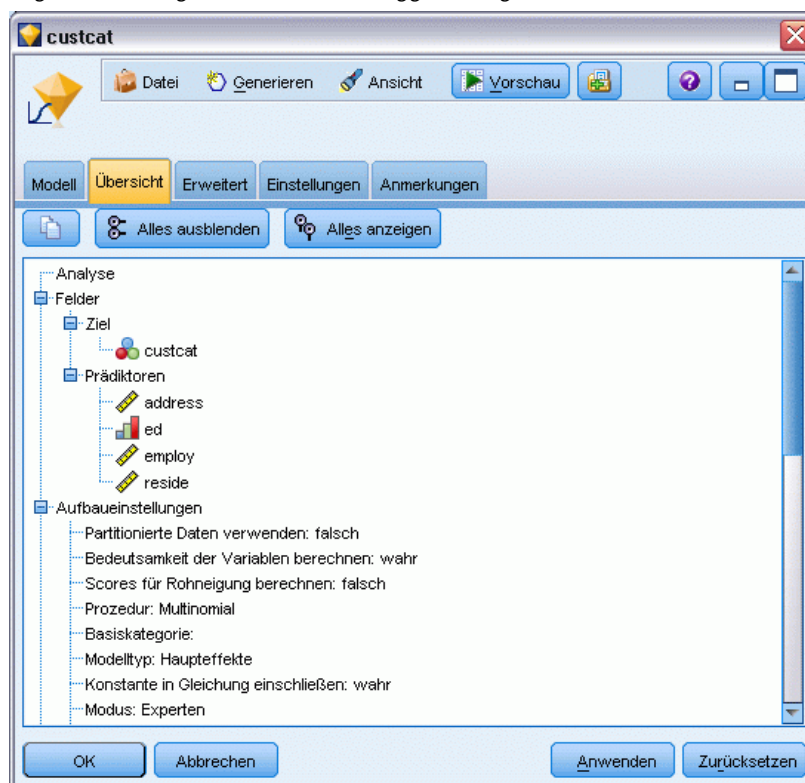 custcat
Datei Generieren Ansicht Vorschau
Modell Übersicht Erweitert Einstellungen Anmerkungen
Alles ausblenden Alles anzeigen
Analyse
Felder
Ziel
custcat
Prädiktoren
address
ed
employ
reside
Aufbaueinstellungen
Partitionierte Daten verwenden: falsch
Bedeutsamkeit der Variablen berechnen: wahr
Scores für Rohneigung berechnen: falsch
Prozedur: Multinomial
Basiskategorie:
Modelltyp: Haupteffekte
Konstante in Gleichung einschließen: wahr
Modus: Experten
OK Abbrechen Anwenden Zurücksetzen